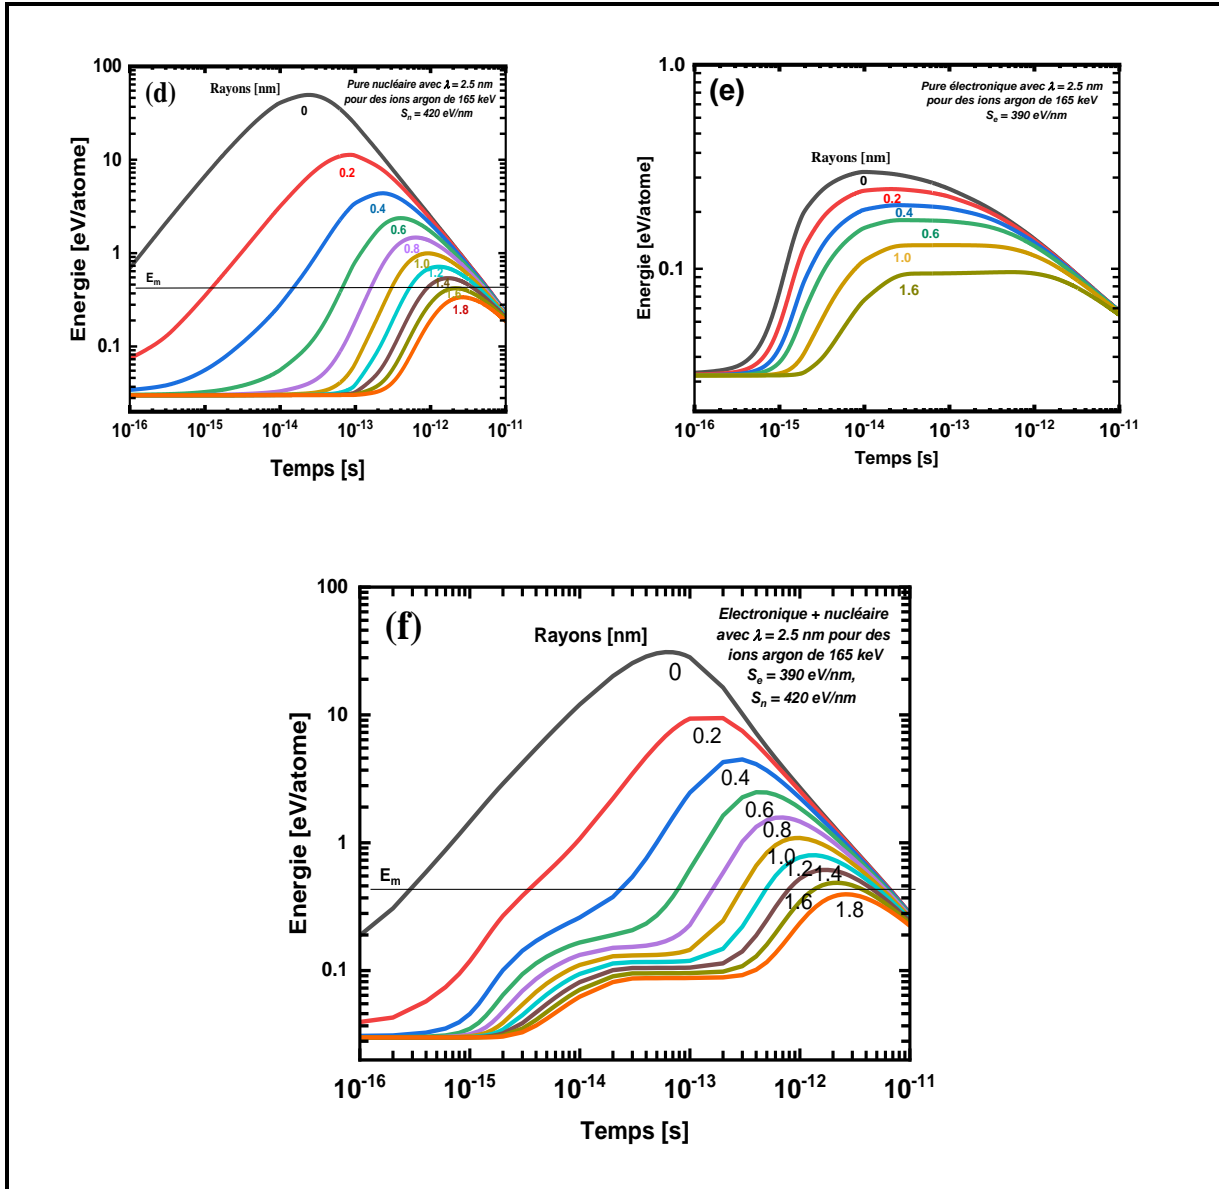 (d)
Pure nucléaire avec λ = 2.5 nm
pour des ions argon de 165 keV
Sn = 420 eV/nm
Rayons [nm]
0
0.2
0.4
0.6
0.8
1.0
1.2
1.4
1.6
1.8
Em
Energie [eV/atome]
100
10
1
0.1
10-16
10-15
10-14
10-13
10-12
10-11
Temps [s]
(e)
Pure électronique avec λ = 2.5 nm
pour des ions argon de 165 keV
Se = 390 eV/nm
Rayons [nm]
0
0.2
0.4
0.6
1.0
1.6
Energie [eV/atome]
1.0
0.1
10-16
10-15
10-14
10-13
10-12
10-11
Temps [s]
(f)
Electronique + nucléaire
avec λ = 2.5 nm pour des
ions argon de 165 keV
Se = 390 eV/nm,
Sn = 420 eV/nm
Rayons [nm]
0
0.2
0.4
0.6
0.8
1.0
1.2
1.4
1.6
1.8
Em
Energie [eV/atome]
100
10
1
0.1
10-16
10-15
10-14
10-13
10-12
10-11
Temps [s]